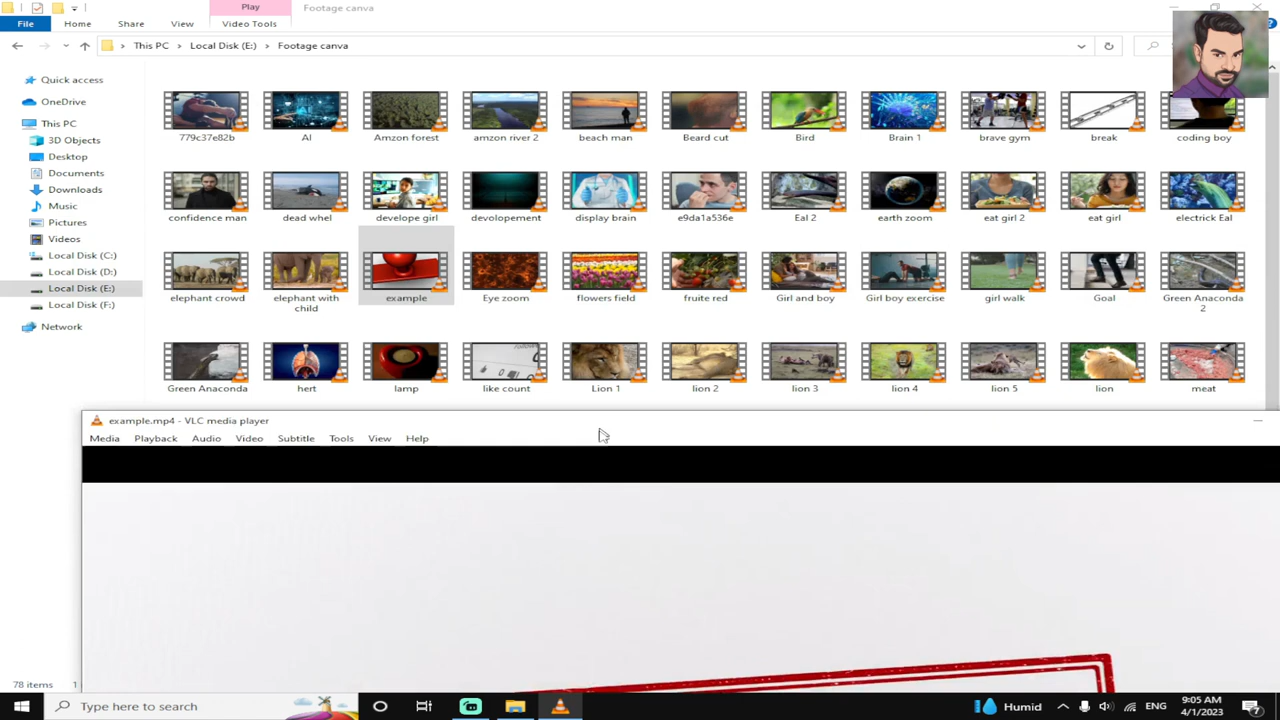 Play
Footage canva
File
Home
Share
View
Video Tools
This PC
Local Disk (E:)
Footage canva
Quick access
OneDrive
This PC
3D Objects
Desktop
Documents
Downloads
Music
Pictures
Videos
Local Disk (C:)
Local Disk (D:)
Local Disk (E:)
Local Disk (F:)
Network
779c37e82b
AI
Amzon forest
amzon river 2
beach man
Beard cut
Bird
Brain 1
brave gym
break
coding boy
confidence man
dead whel
develope girl
devolopement
display brain
e9da1a536e
Eal 2
earth zoom
eat girl 2
eat girl
electrick Eal
elephant crowd
elephant with
child
example
Eye zoom
flowers field
fruite red
Girl and boy
Girl boy exercise
girl walk
Goal
Green Anaconda
2
Green Anaconda
hert
lamp
like count
Lion 1
lion 2
lion 3
lion 4
lion 5
lion
meat
example.mp4 - VLC media player
Media
Playback
Audio
Video
Subtitle
Tools
View
Help
78 items
1
Type here to search
Humid
ENG
9:05 AM
4/1/2023
7